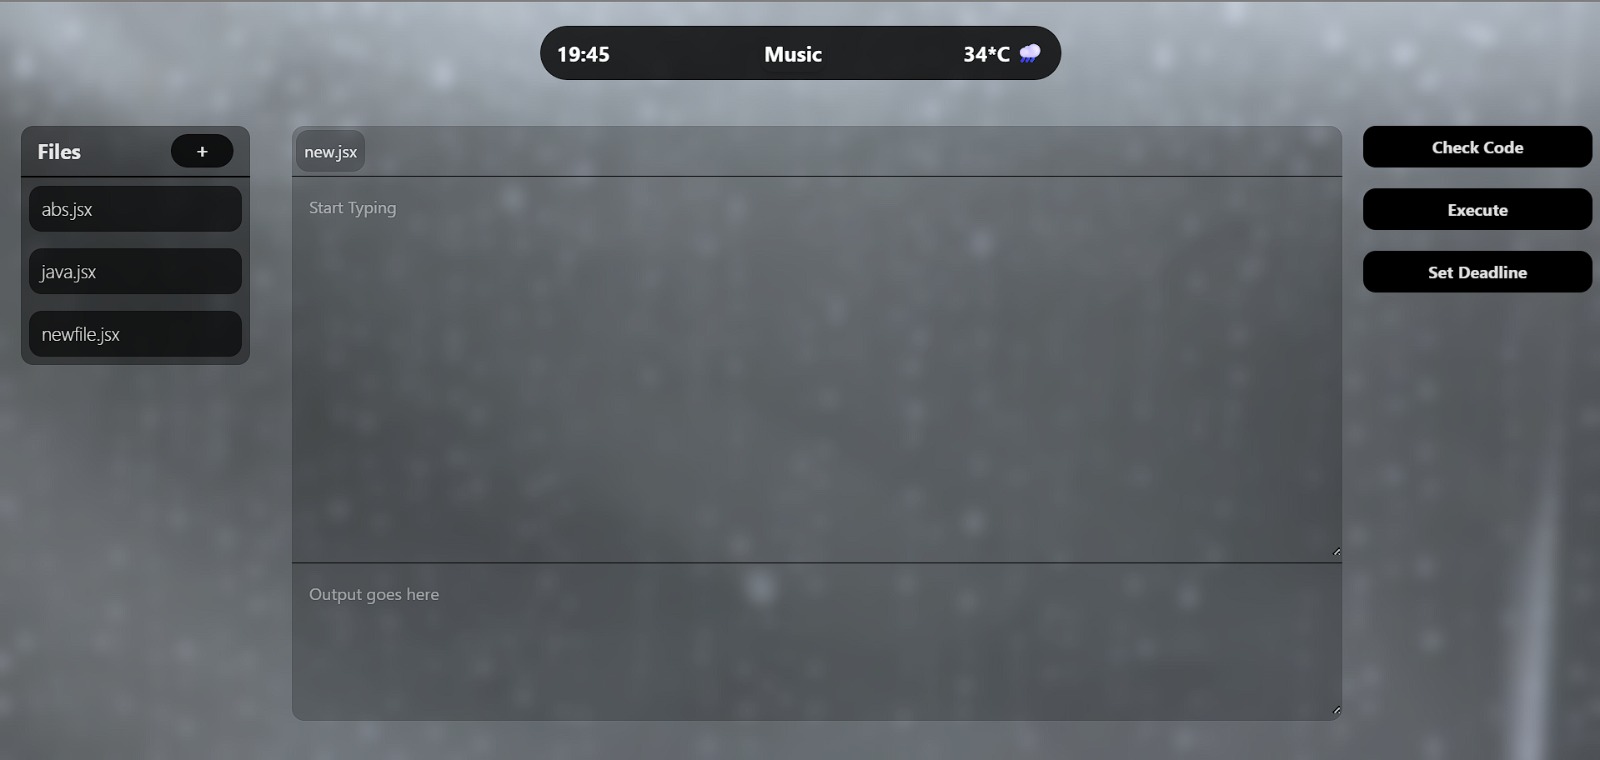 19:45 Music 34*C
Files +
abs.jsx
java.jsx
newfile.jsx
new.jsx
Start Typing
Output goes here
Check Code
Execute
Set Deadline